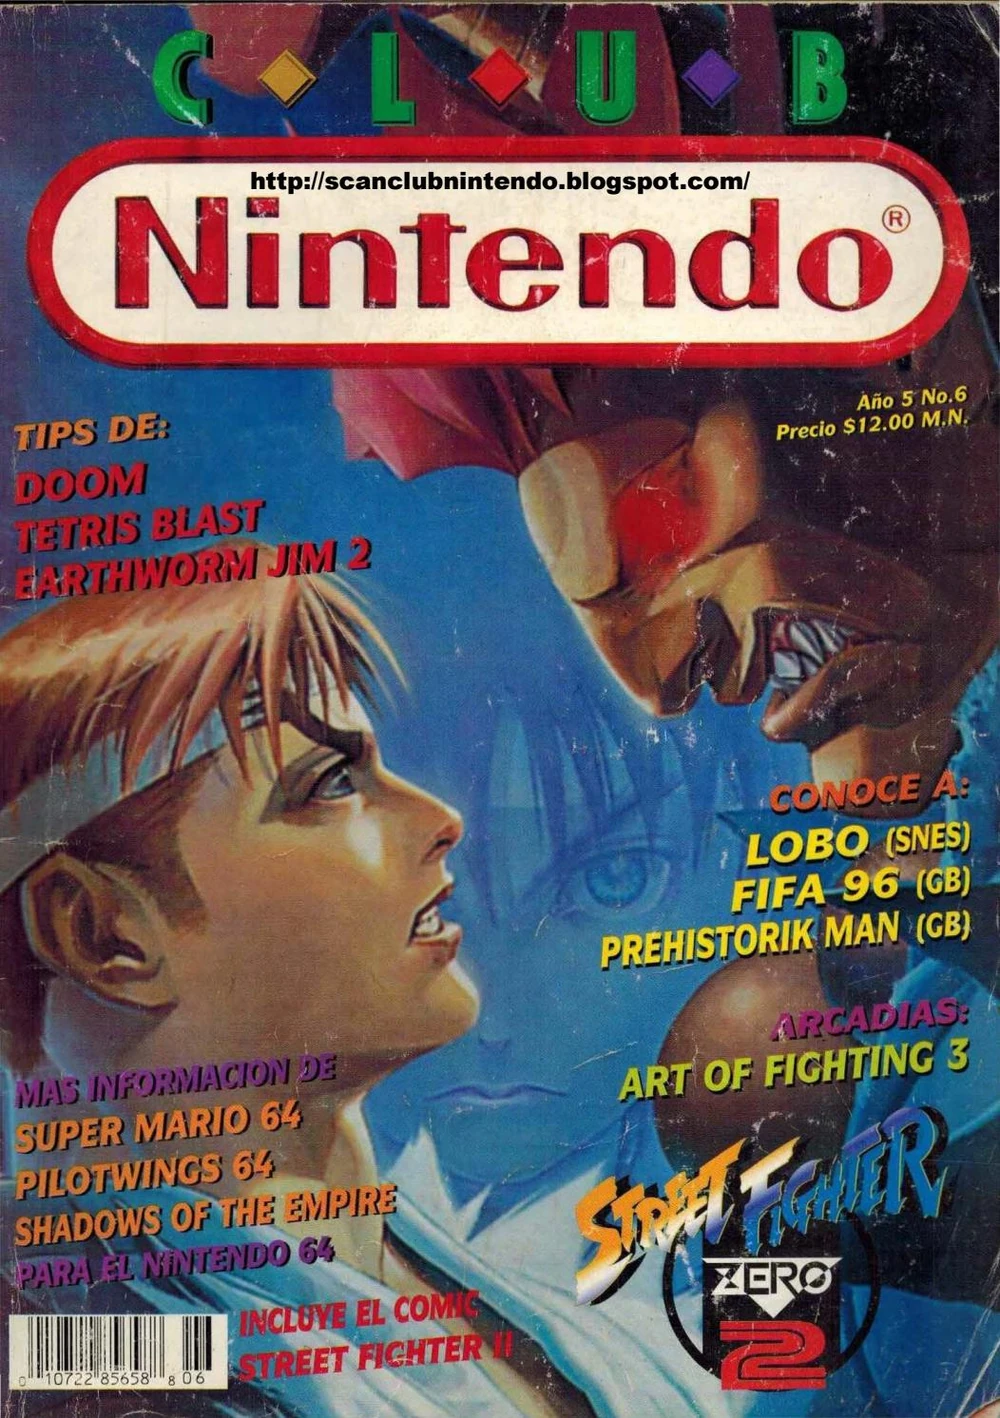 CLUB
http://scanclubnintendo.blogspot.com/
Nintendo®
Año 5 No.6
Precio $12.00 M.N.
TIPS DE:
DOOM
TETRIS BLAST
EARTHWORM JIM 2
CONOCE A:
LOBO (SNES)
FIFA 96 (GB)
PREHISTORIK MAN (GB)
ARCADIAS:
ART OF FIGHTING 3
STREET FIGHTER
ZERO
2
MAS INFORMACION DE
SUPER MARIO 64
PILOTWINGS 64
SHADOWS OF THE EMPIRE
PARA EL NINTENDO 64
INCLUYE EL COMIC
STREET FIGHTER II
0 10722 85658 8 06